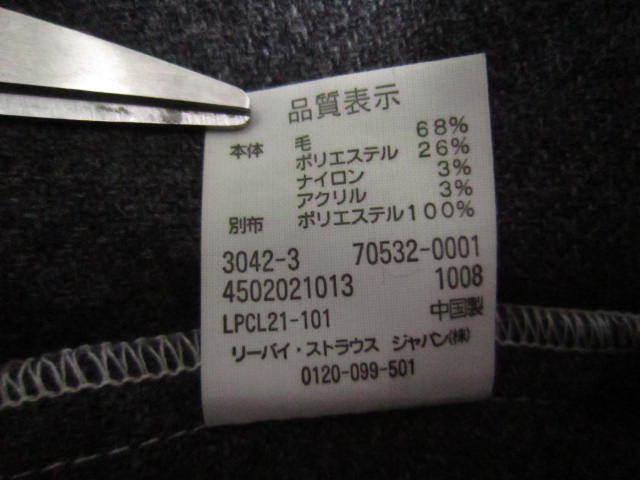 品質表示
本体 毛 68%
ポリエステル 26%
ナイロン 3%
アクリル 3%
別布 ポリエステル100%
3042-3 70532-0001
4502021013 1008
LPCL21-101 中国製
リーバイ・ストラウス ジャパン(株)
0120-099-501